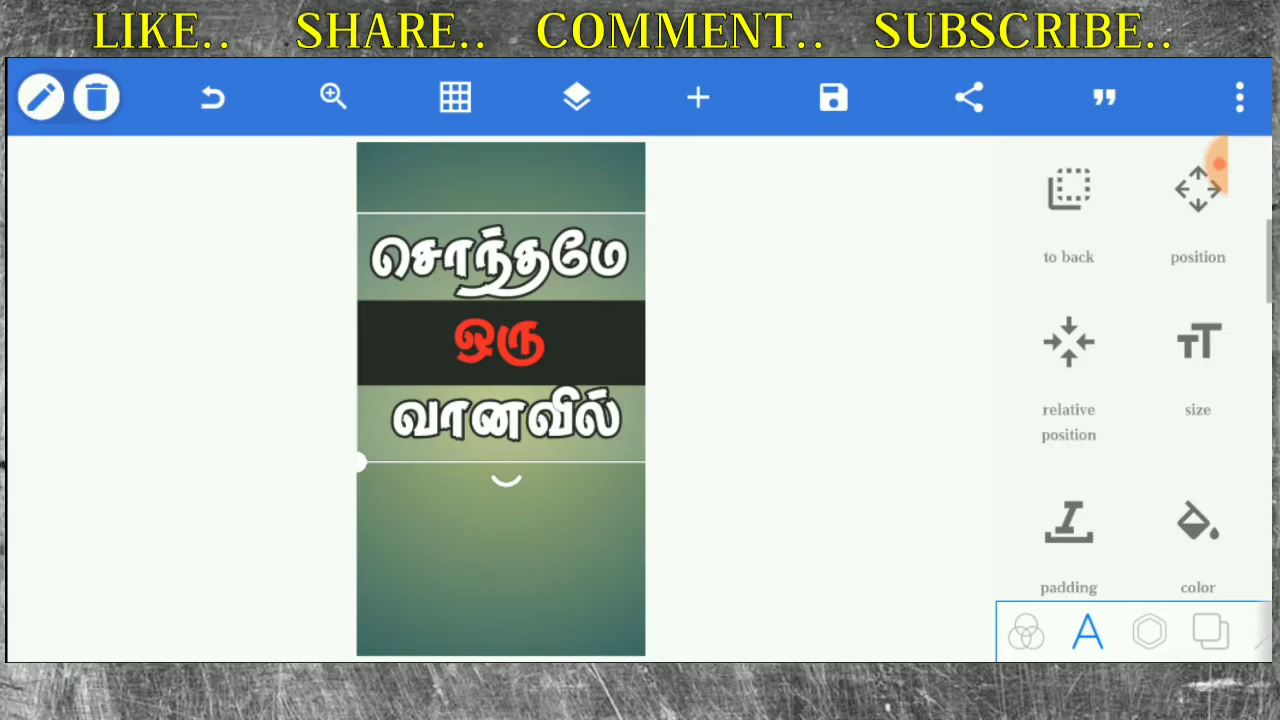 LIKE.. SHARE.. COMMENT.. SUBSCRIBE..
சொந்தமே
ஒரு
வானவில்
to back position
relative position size
padding color